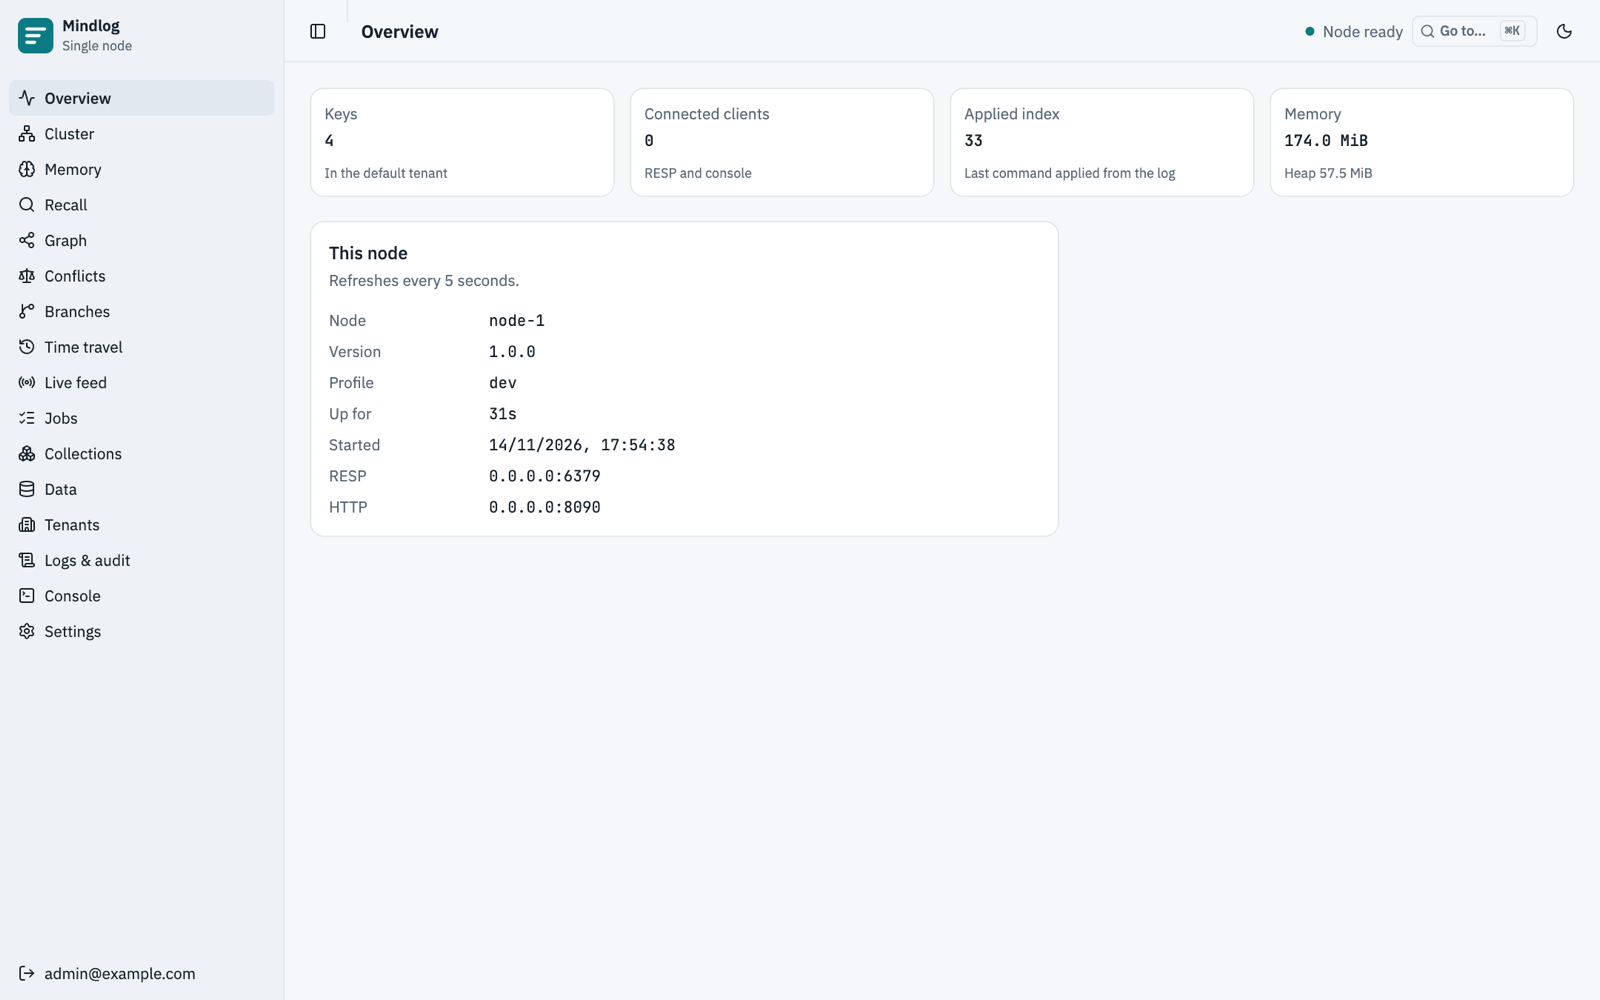 Mindlog
Single node
Overview
Cluster
Memory
Recall
Graph
Conflicts
Branches
Time travel
Live feed
Jobs
Collections
Data
Tenants
Logs & audit
Console
Settings
admin@example.com
Overview
Node ready
Go to... ⌘K
Keys
4
In the default tenant
Connected clients
0
RESP and console
Applied index
33
Last command applied from the log
Memory
174.0 MiB
Heap 57.5 MiB
This node
Refreshes every 5 seconds.
Node node-1
Version 1.0.0
Profile dev
Up for 31s
Started 14/11/2026, 17:54:38
RESP 0.0.0.0:6379
HTTP 0.0.0.0:8090